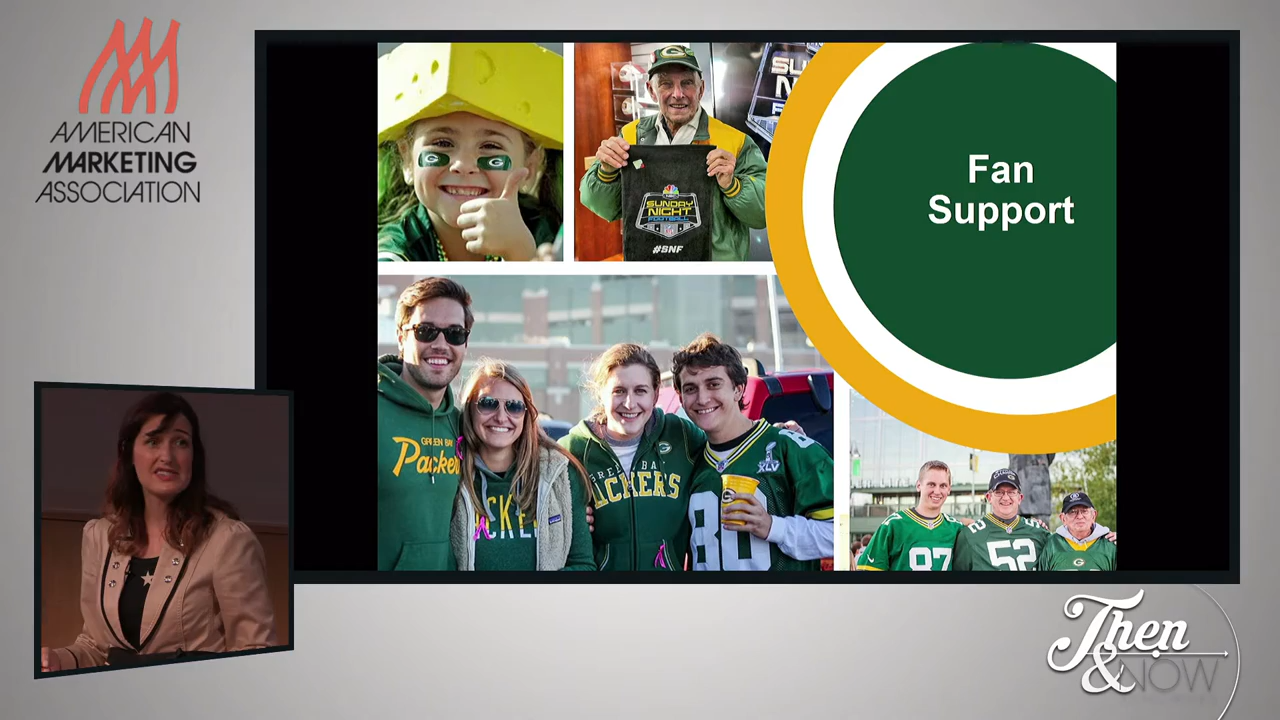 AMERICAN
MARKETING
ASSOCIATION
Fan
Support
SUNDAY
NIGHT
FOOTBALL
#SNF
GREEN BAY
Packers
GREEN BAY
PACKERS
XLV
80
87
52
Then
& NOW